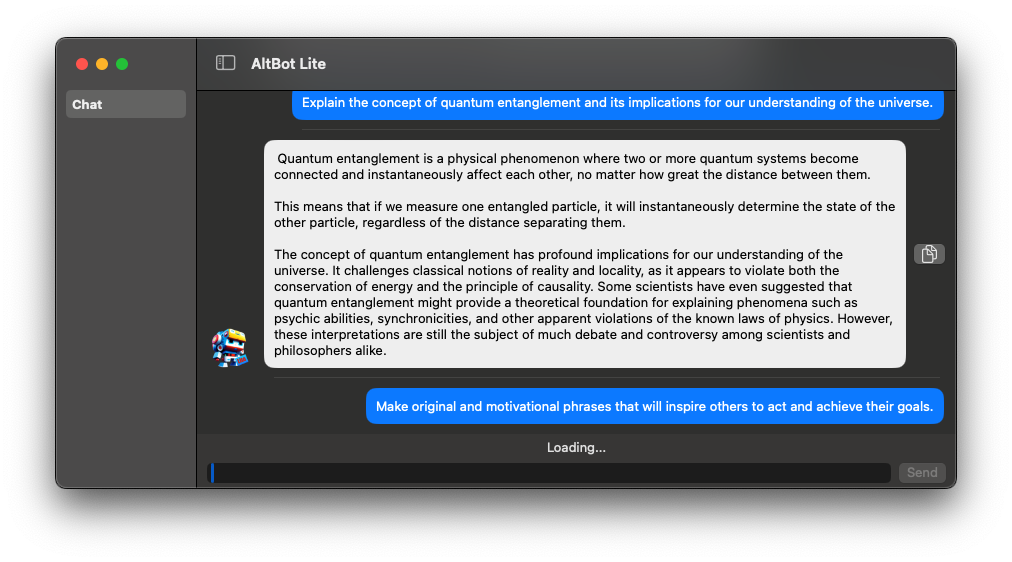 AltBot Lite
Chat
Explain the concept of quantum entanglement and its implications for our understanding of the universe.
Quantum entanglement is a physical phenomenon where two or more quantum systems become
connected and instantaneously affect each other, no matter how great the distance between them.
This means that if we measure one entangled particle, it will instantaneously determine the state of the
other particle, regardless of the distance separating them.
The concept of quantum entanglement has profound implications for our understanding of the
universe. It challenges classical notions of reality and locality, as it appears to violate both the
conservation of energy and the principle of causality. Some scientists have even suggested that
quantum entanglement might provide a theoretical foundation for explaining phenomena such as
psychic abilities, synchronicities, and other apparent violations of the known laws of physics. However,
these interpretations are still the subject of much debate and controversy among scientists and
philosophers alike.
Make original and motivational phrases that will inspire others to act and achieve their goals.
Loading...
Send